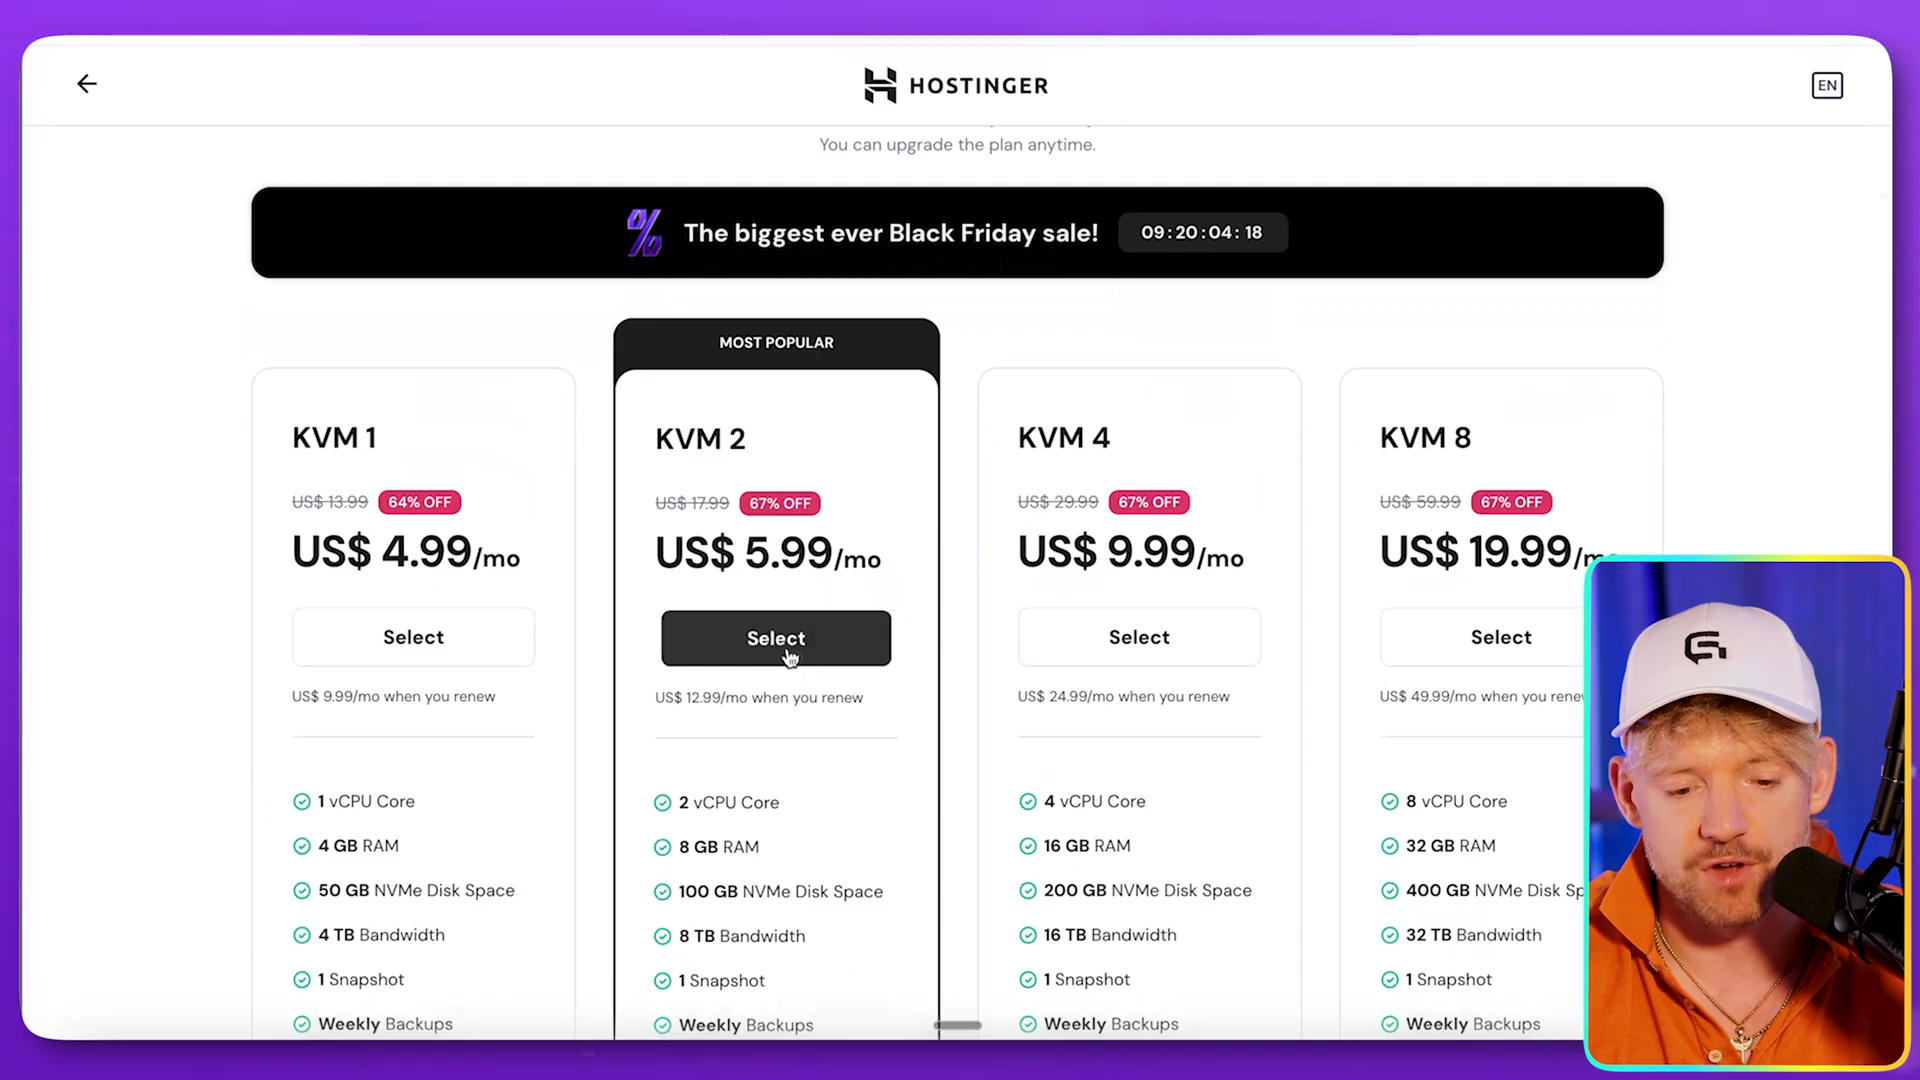 HOSTINGER
EN
You can upgrade the plan anytime.
The biggest ever Black Friday sale! 09:20:04:18
MOST POPULAR
KVM 1
US$ 13.99 64% OFF
US$ 4.99/mo
Select
US$ 9.99/mo when you renew
1 vCPU Core
4 GB RAM
50 GB NVMe Disk Space
4 TB Bandwidth
1 Snapshot
Weekly Backups
KVM 2
US$ 17.99 67% OFF
US$ 5.99/mo
Select
US$ 12.99/mo when you renew
2 vCPU Core
8 GB RAM
100 GB NVMe Disk Space
8 TB Bandwidth
1 Snapshot
Weekly Backups
KVM 4
US$ 29.99 67% OFF
US$ 9.99/mo
Select
US$ 24.99/mo when you renew
4 vCPU Core
16 GB RAM
200 GB NVMe Disk Space
16 TB Bandwidth
1 Snapshot
Weekly Backups
KVM 8
US$ 59.99 67% OFF
US$ 19.99
Select
US$ 49.99/mo when you
8 vCPU Core
32 GB RAM
400 GB NVMe Disk
32 TB Bandwidth
1 Snapshot
Weekly Backups